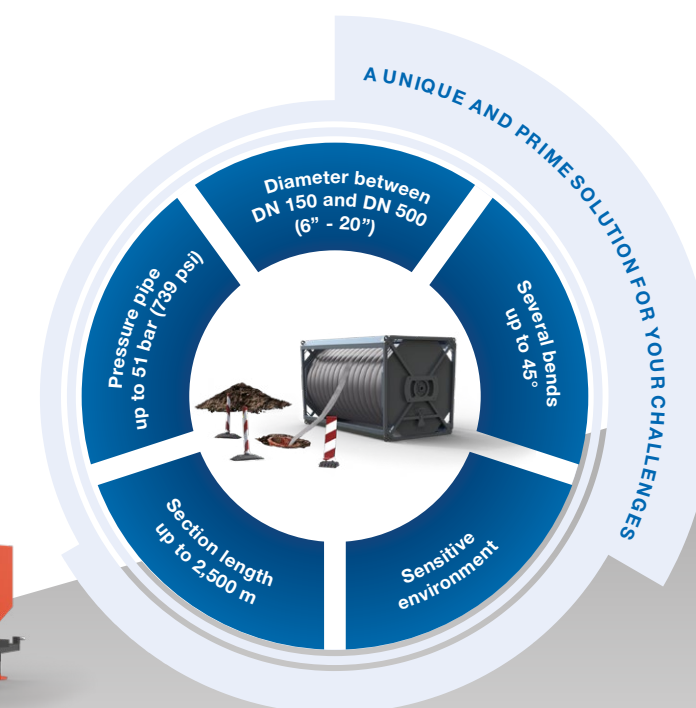 A UNIQUE AND PRIME SOLUTION FOR YOUR CHALLENGES
Diameter between
DN 150 and DN 500
(6” - 20”)
Several bends
up to 45°
Sensitive
environment
Section length
up to 2,500 m
Pressure pipe
up to 51 bar (739 psi)